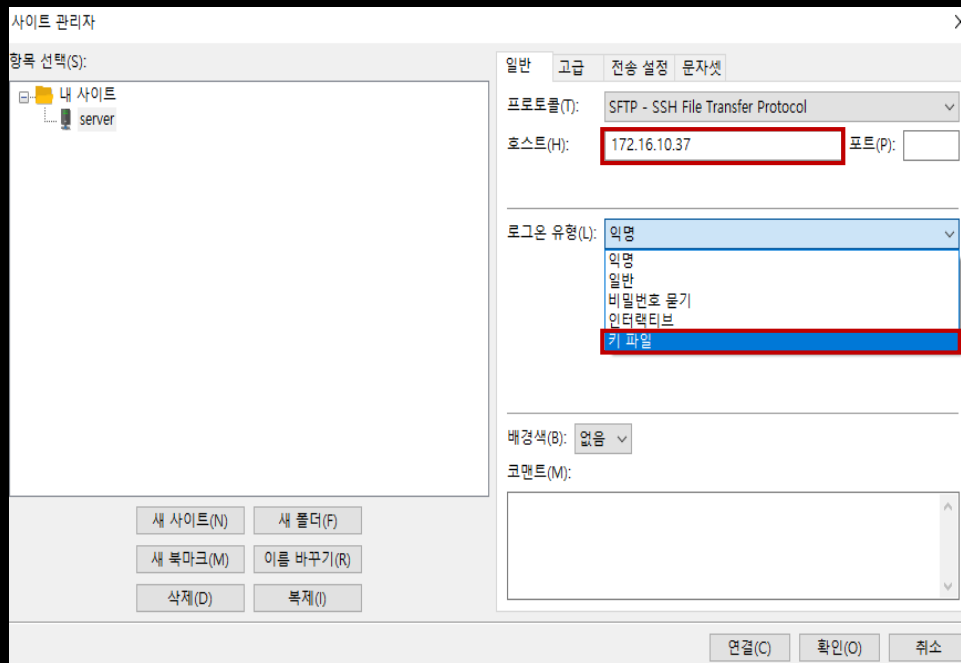 사이트 관리자
항목 선택(S):
내 사이트
server
새 사이트(N) 새 폴더(F)
새 북마크(M) 이름 바꾸기(R)
삭제(D) 복제(I)
일반 고급 전송 설정 문자셋
프로토콜(T): SFTP - SSH File Transfer Protocol
호스트(H): 172.16.10.37 포트(P):
로그온 유형(L): 익명
익명
일반
비밀번호 묻기
인터랙티브
키 파일
배경색(B): 없음
코맨트(M):
연결(C) 확인(O) 취소